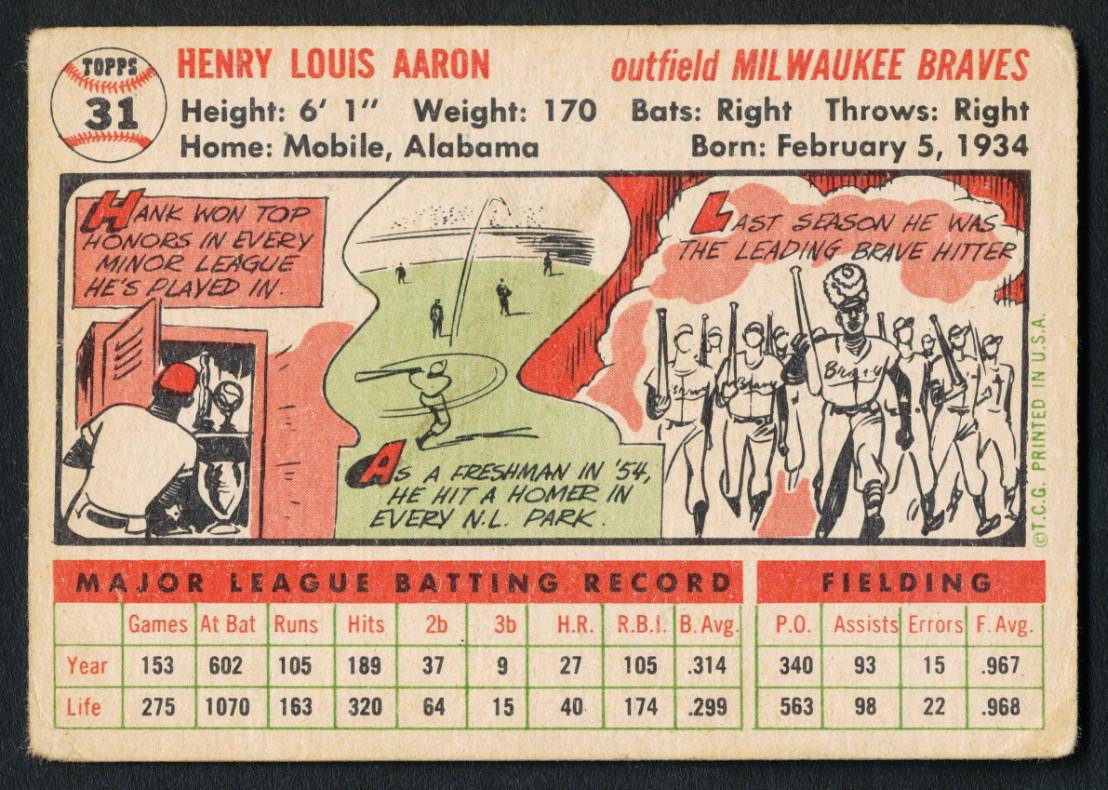 TOPPS
31
HENRY LOUIS AARON
outfield MILWAUKEE BRAVES
Height: 6' 1" Weight: 170 Bats: Right Throws: Right
Home: Mobile, Alabama
Born: February 5, 1934
HANK WON TOP
HONORS IN EVERY
MINOR LEAGUE
HE'S PLAYED IN.
AS A FRESHMAN IN '54,
HE HIT A HOMER IN
EVERY N.L. PARK.
LAST SEASON HE WAS
THE LEADING BRAVE HITTER
Braves
©T.C.G. PRINTED IN U.S.A.
MAJOR LEAGUE BATTING RECORD FIELDING
Games At Bat Runs Hits 2b 3b H.R. R.B.I. B. Avg. P.O. Assists Errors F. Avg.
Year 153 602 105 189 37 9 27 105 .314 340 93 15 .967
Life 275 1070 163 320 64 15 40 174 .299 563 98 22 .968